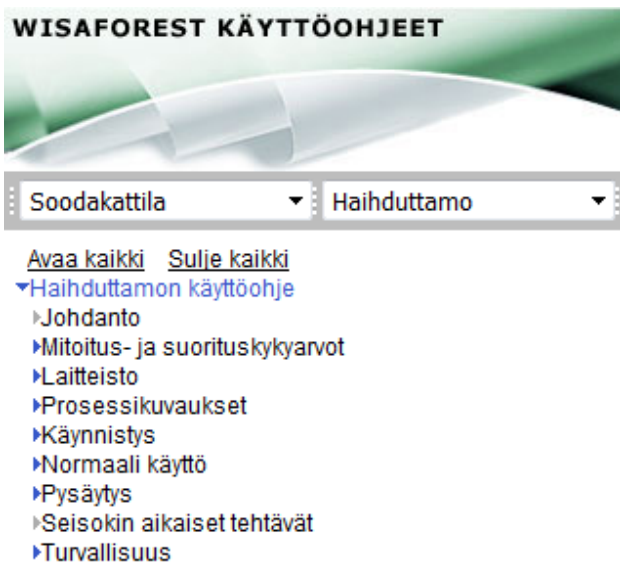 WISAFOREST KÄYTTÖOHJEET
Soodakattila Haihduttamo
Avaa kaikki Sulje kaikki
Haihduttamon käyttöohje
Johdanto
Mitoitus- ja suorituskykyarvot
Laitteisto
Prosessikuvaukset
Käynnistys
Normaali käyttö
Pysäytys
Seisokin aikaiset tehtävät
Turvallisuus